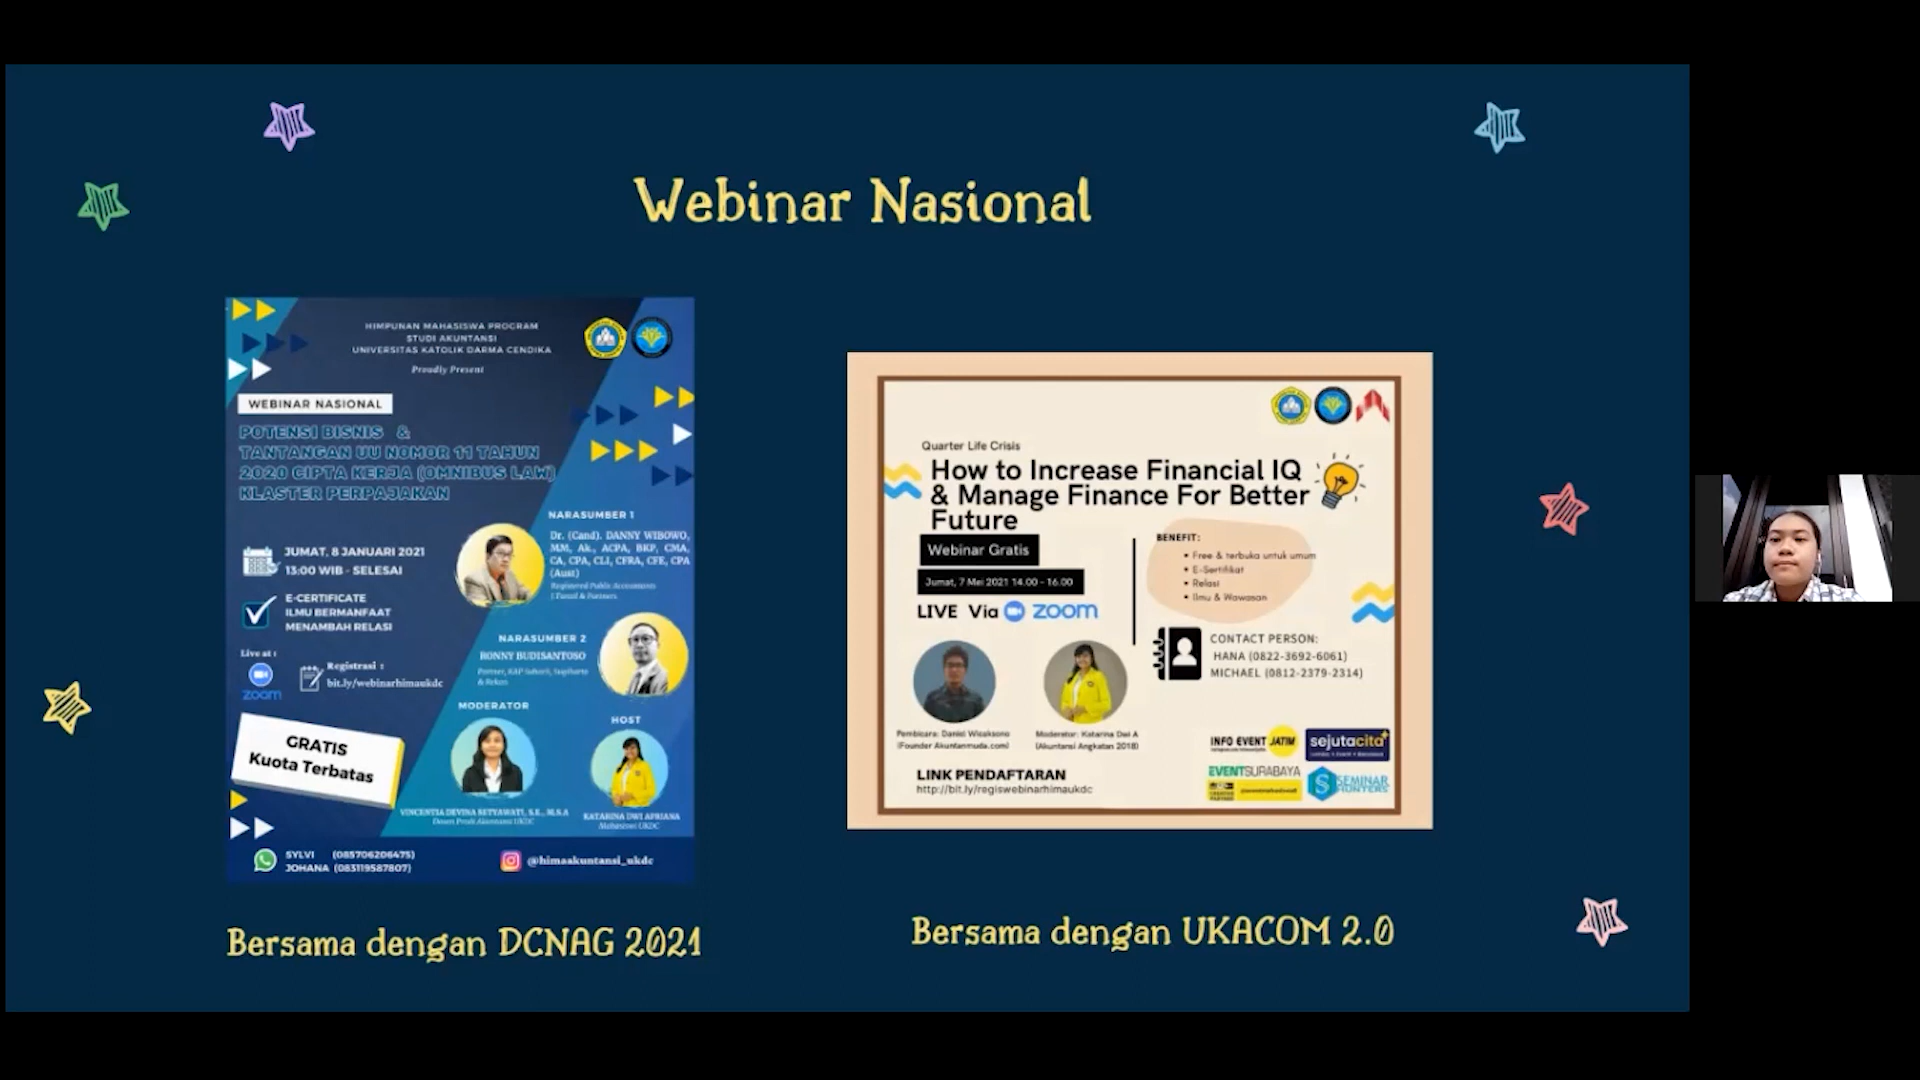 Webinar Nasional
HIMPUNAN MAHASISWA PROGRAM
STUDI AKUNTANSI
UNIVERSITAS KATOLIK DARMA CENDIKA
Proudly Present
WEBINAR NASIONAL
POTENSI BISNIS &
TANTANGAN UU NOMOR 11 TAHUN
2020 CIPTA KERJA (OMNIBUS LAW)
KLASTER PERPAJAKAN
JUMAT, 8 JANUARI 2021
13:00 WIB - SELESAI
E-CERTIFICATE
ILMU BERMANFAAT
MENAMBAH RELASI
Live at :
zoom
Registrasi :
bit.ly/webinarhimaukdc
GRATIS
Kuota Terbatas
NARASUMBER 1
Dr. (Cand). DANNY WIBOWO,
MM, Ak., ACPA, BKP, CMA,
CA, CPA, CLI, CFRA, CFE, CPA
(Aust)
Registered Public Accountants
& Partners
NARASUMBER 2
RONNY BUDISANTOSO
Partner, KAP
& Rekan
MODERATOR
VINCENTIA DEVINA SETYAWATI, S.E., M.S.A
Dosen Prodi Akuntansi UKDC
HOST
KATARINA DWI APRIANA
Mahasiswi UKDC
SYLVI (085706206475)
JOHANA (083119587807)
@himaakuntansi_ukdc
Bersama dengan DCNAG 2021
Quarter Life Crisis
How to Increase Financial IQ
& Manage Finance For Better
Future
Webinar Gratis
Jumat, 7 Mei 2021 14.00 - 16.00
LIVE Via zoom
BENEFIT:
• Free & terbuka untuk umum
• E-Sertifikat
• Relasi
• Ilmu & Wawasan
CONTACT PERSON:
HANA (0822-3692-6061)
MICHAEL (0812-2379-2314)
Pembicara: Daniel Wicaksono
(Founder Akuntanmuda.com)
Moderator: Katarina Dwi A
(Akuntansi Angkatan 2018)
LINK PENDAFTARAN
http://bit.ly/regiswebinarhimaukdc
INFO EVENT JATIM
sejutacita
EVENTSURABAYA
SEMINAR
HUNTERS
Bersama dengan UKACOM 2.0